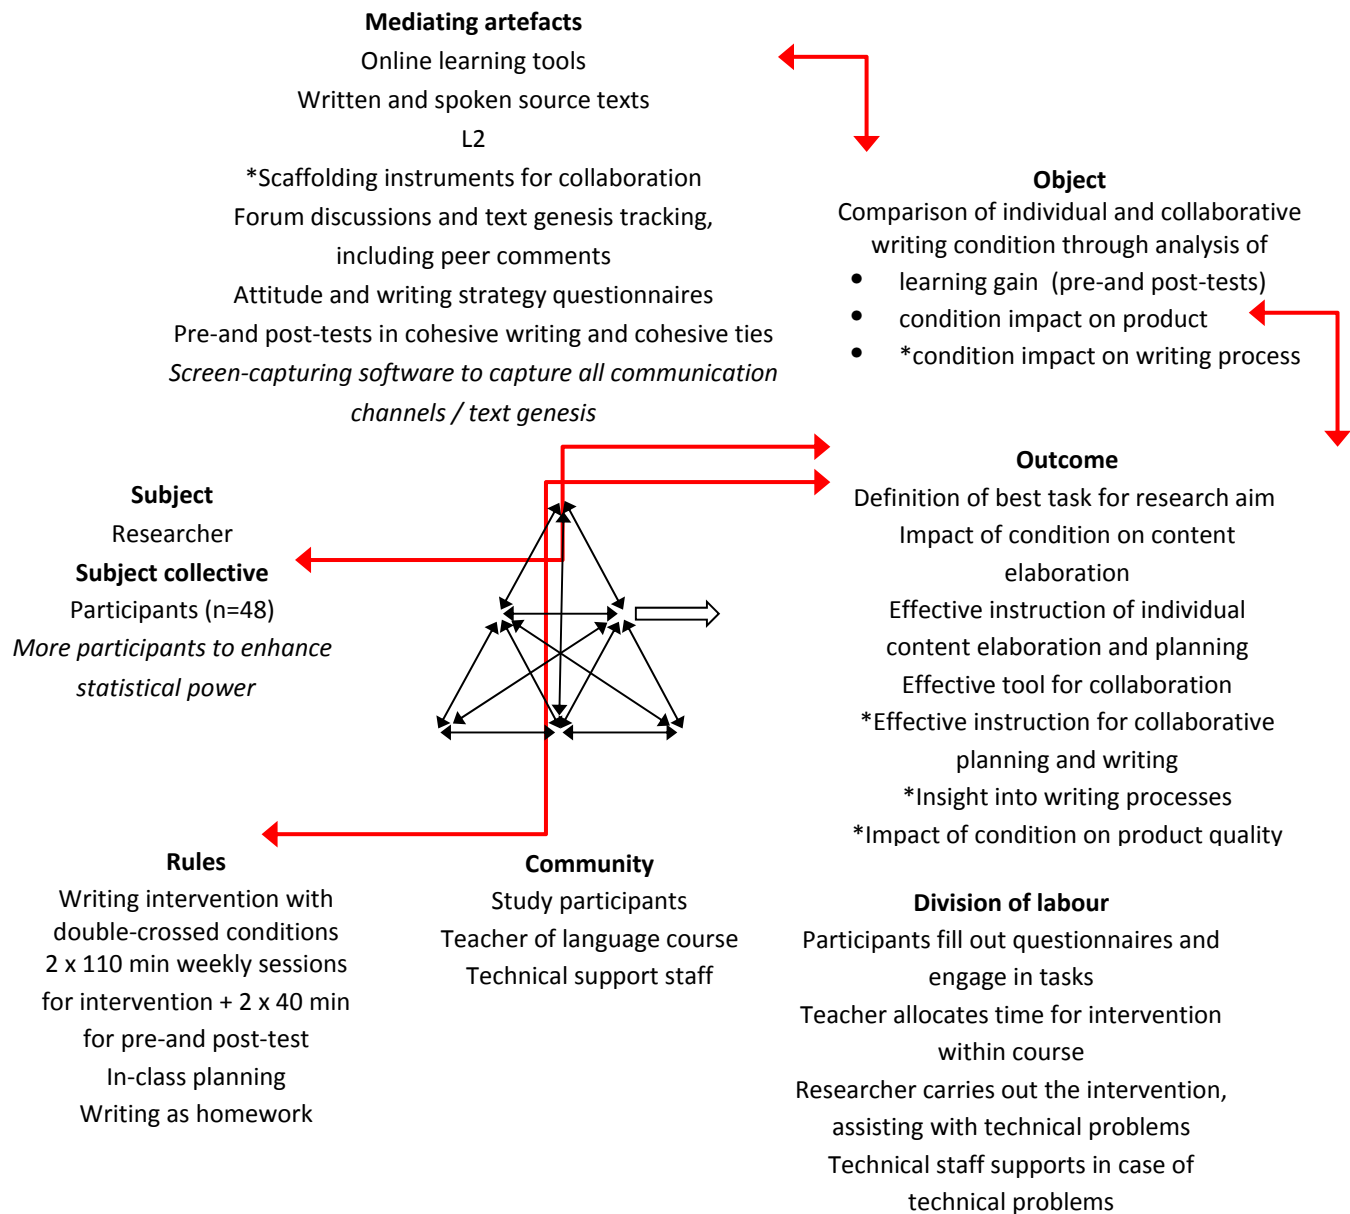 Mediating artefacts
Online learning tools
Written and spoken source texts
L2
*Scaffolding instruments for collaboration
Forum discussions and text genesis tracking,
including peer comments
Attitude and writing strategy questionnaires
Pre-and post-tests in cohesive writing and cohesive ties
Screen-capturing software to capture all communication
channels / text genesis
Object
Comparison of individual and collaborative
writing condition through analysis of
• learning gain (pre-and post-tests)
• condition impact on product
• *condition impact on writing process
Subject
Researcher
Subject collective
Participants (n=48)
More participants to enhance
statistical power
Outcome
Definition of best task for research aim
Impact of condition on content
elaboration
Effective instruction of individual
content elaboration and planning
Effective tool for collaboration
*Effective instruction for collaborative
planning and writing
*Insight into writing processes
*Impact of condition on product quality
Rules
Writing intervention with
double-crossed conditions
2 x 110 min weekly sessions
for intervention + 2 x 40 min
for pre-and post-test
In-class planning
Writing as homework
Community
Study participants
Teacher of language course
Technical support staff
Division of labour
Participants fill out questionnaires and
engage in tasks
Teacher allocates time for intervention
within course
Researcher carries out the intervention,
assisting with technical problems
Technical staff supports in case of
technical problems